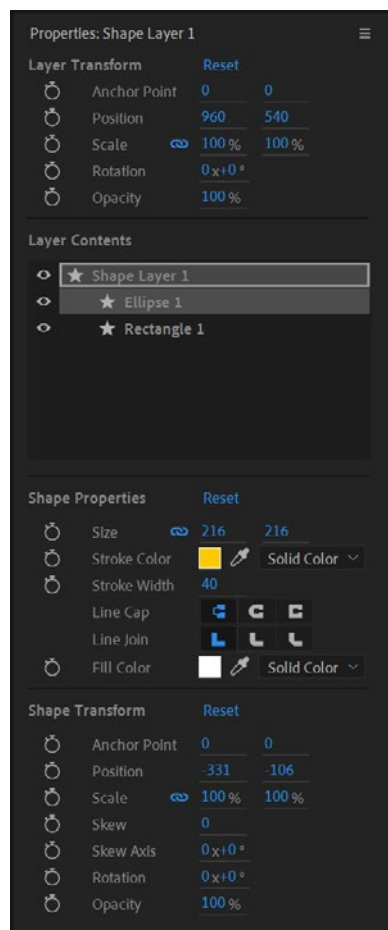 Properties: Shape Layer 1
Layer Transform Reset
Anchor Point 0 0
Position 960 540
Scale 100 % 100 %
Rotation 0 x+0 °
Opacity 100 %
Layer Contents
Shape Layer 1
Ellipse 1
Rectangle 1
Shape Properties Reset
Size 216 216
Stroke Color Solid Color
Stroke Width 40
Line Cap
Line Join
Fill Color Solid Color
Shape Transform Reset
Anchor Point 0 0
Position -331 -106
Scale 100 % 100 %
Skew 0
Skew Axis 0 x+0 °
Rotation 0 x+0 °
Opacity 100 %